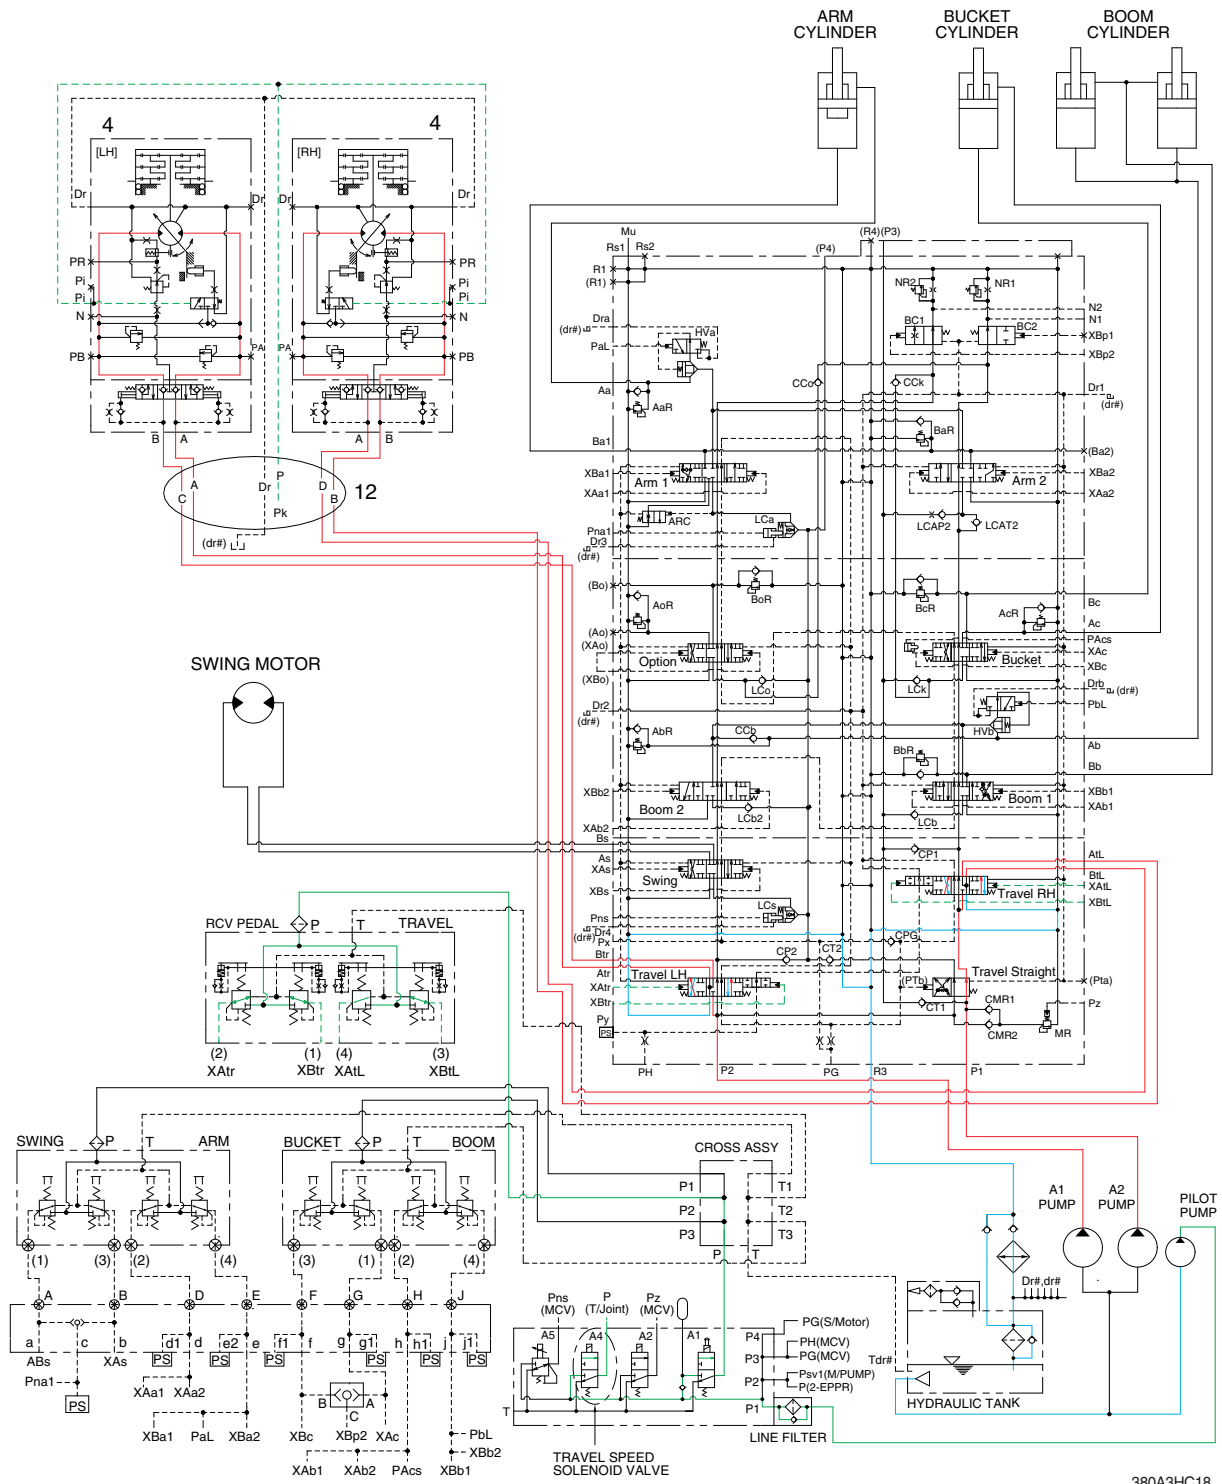 ARM
CYLINDER
BUCKET
CYLINDER
BOOM
CYLINDER
4
4
[LH]
[RH]
Dr
Dr
Dr
Dr
PR
PR
Pi
Pi
Pi
Pi
N
N
PB
PA
PA
PB
B
A
A
B
C
A
Dr
P
D
B
Pk
12
(dr#)
Mu
Rs1
Rs2
(P4)
(R4)
(P3)
R1
(R1)
NR2
NR1
N2
N1
Dra
(dr#)
HVa
PaL
BC1
BC2
XBp1
XBp2
CCo
CCk
Aa
AaR
Dr1
(dr#)
BaR
Ba1
(Ba2)
XBa1
XAa1
Arm 1
Arm 2
XBa2
XAa2
ARC
LCa
LCAP2
LCAT2
Pna1
Dr3
(dr#)
(Bo)
BoR
BcR
AoR
AcR
Bc
Ac
(Ao)
(XAo)
Option
Bucket
PAcs
XAc
XBc
(XBo)
LCo
LCk
Drb
(dr#)
PbL
Dr2
(dr#)
HVb
AbR
CCb
BbR
Ab
Bb
XBb2
Boom 2
LCb2
Boom 1
XBb1
XAb1
LCb
XAb2
Bs
CP1
As
XAs
Swing
XBs
AtL
BtL
XAtL
XBtL
Travel RH
Pns
LCs
(dr#)
Dr4
Px
Btr
CP2
CT2
CPG
Atr
XAtr
XBtr
Travel LH
(PTb)
Travel Straight
(Pta)
Py
PS
CT1
CMR1
CMR2
MR
Pz
PH
P2
PG
R3
P1
SWING MOTOR
RCV PEDAL
P
T
TRAVEL
(2)
(1)
(4)
(3)
XAtr
XBtr
XAtL
XBtL
SWING
P
T
ARM
BUCKET
P
T
BOOM
(1)
(3)
(2)
(4)
(3)
(1)
(2)
(4)
A
B
D
E
F
G
H
J
a
c
b
d1
d
e2
e
f1
f
g
g1
h
h1
j
j1
ABs
XAs
PS
PS
PS
PS
PS
PS
Pna1
PS
XAa1
XAa2
XBa1
PaL
XBa2
B
A
C
XBc
XBp2
XAc
XAb1
XAb2
PAcs
XBb1
PbL
XBb2
CROSS ASSY
P1
P2
P3
T1
T2
T3
P
T
Pns
(MCV)
P
(T/Joint)
Pz
(MCV)
A5
A4
A2
A1
P4
P3
P2
P1
T
PG(S/Motor)
PH(MCV)
PG(MCV)
Psv1(M/PUMP)
P(2-EPPR)
LINE FILTER
TRAVEL SPEED
SOLENOID VALVE
A1
PUMP
A2
PUMP
PILOT
PUMP
Dr#,dr#
Tdr#
HYDRAULIC TANK
380A3HC18